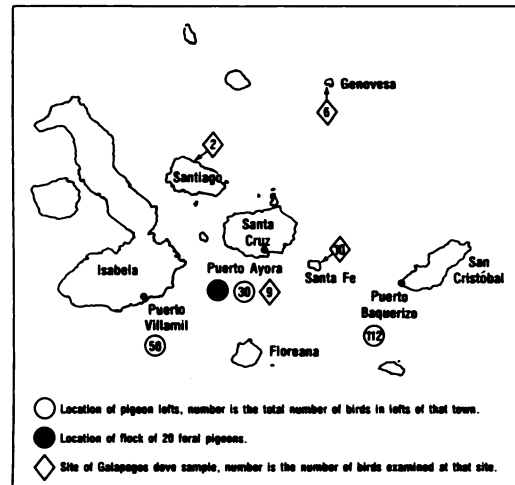 Genovesa
6
2
Santiago
Santa
Cruz
10
Isabela
Puerto Ayora
Santa Fe
San
Cristóbal
30
9
Puerto
Villamil
Puerto
Baquerizo
112
Floreana
Location of pigeon lofts, number is the total number of birds in lofts of that town.
Location of flock of 20 feral pigeons.
Site of Galapagos dove sample, number is the number of birds examined at that site.